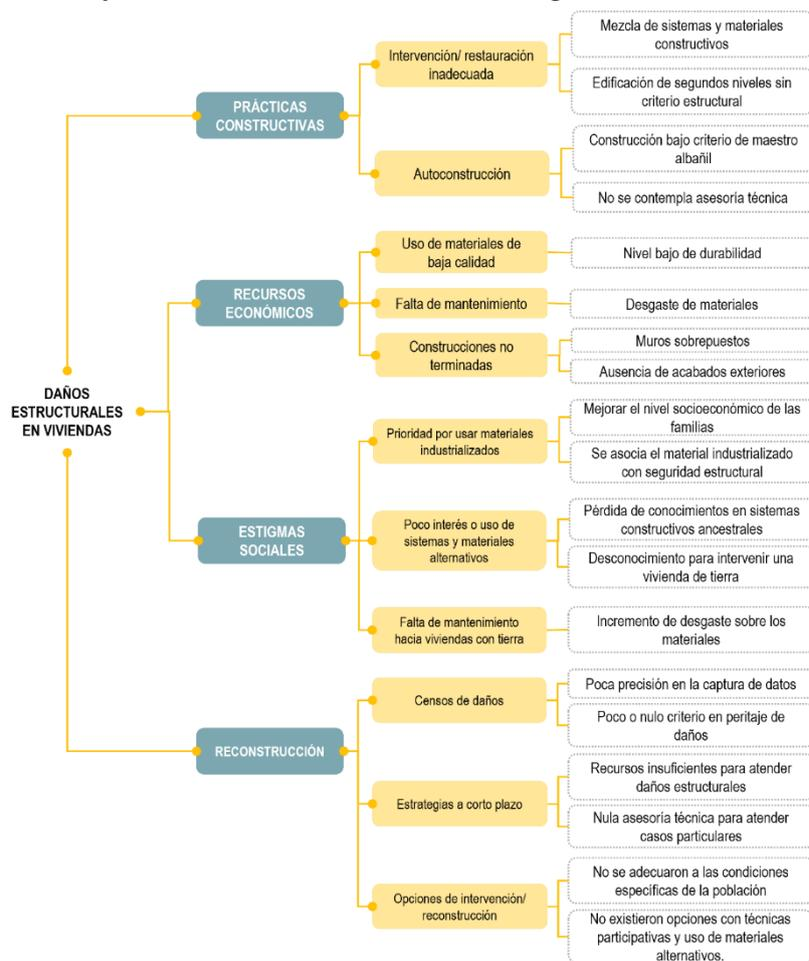 DAÑOS
ESTRUCTURALES
EN VIVIENDAS
PRÁCTICAS
CONSTRUCTIVAS
Intervención/ restauración
inadecuada
Mezcla de sistemas y materiales
constructivos
Edificación de segundos niveles sin
criterio estructural
Autoconstrucción
Construcción bajo criterio de maestro
albañil
No se contempla asesoría técnica
RECURSOS
ECONÓMICOS
Uso de materiales de
baja calidad
Nivel bajo de durabilidad
Falta de mantenimiento
Desgaste de materiales
Construcciones no
terminadas
Muros sobrepuestos
Ausencia de acabados exteriores
ESTIGMAS
SOCIALES
Prioridad por usar materiales
industrializados
Mejorar el nivel socioeconómico de las
familias
Se asocia el material industrializado
con seguridad estructural
Poco interés o uso de
sistemas y materiales
alternativos
Pérdida de conocimientos en sistemas
constructivos ancestrales
Desconocimiento para intervenir una
vivienda de tierra
Falta de mantenimiento
hacia viviendas con tierra
Incremento de desgaste sobre los
materiales
RECONSTRUCCIÓN
Censos de daños
Poca precisión en la captura de datos
Poco o nulo criterio en peritaje de
daños
Estrategias a corto plazo
Recursos insuficientes para atender
daños estructurales
Nula asesoría técnica para atender
casos particulares
Opciones de intervención/
reconstrucción
No se adecuaron a las condiciones
específicas de la población
No existieron opciones con técnicas
participativas y uso de materiales
alternativos.